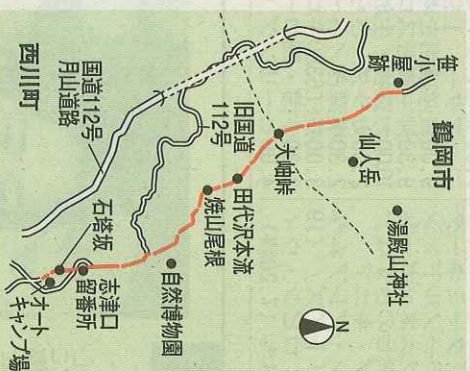 鶴岡市
笹小屋跡
仙人岳
湯殿山神社
大岫峠
旧国道
112号
田代沢本流
焼山尾根
国道112号
月山道路
西川町
石塔坂
自然博物園
志津口
留番所
オート
キャンプ場
N